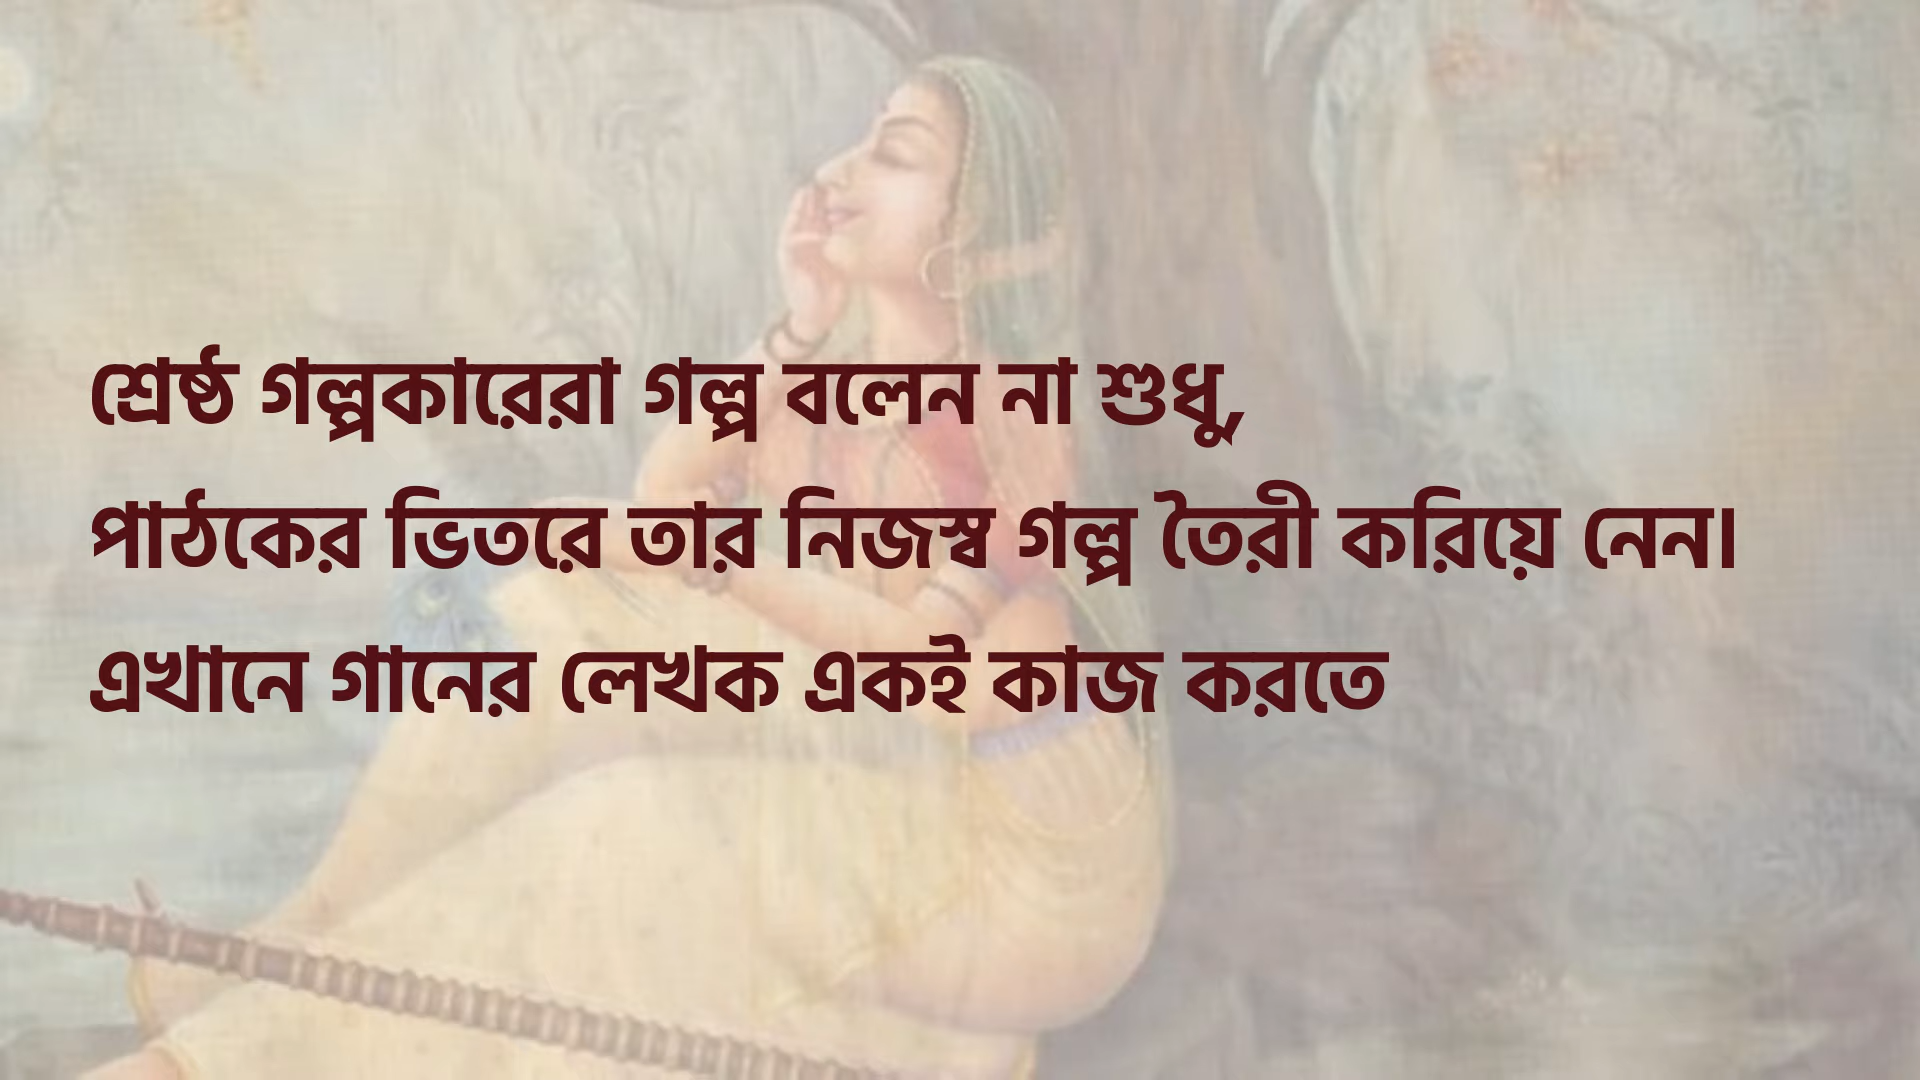 শ্রেষ্ঠ গল্পকারেরা গল্প বলেন না শুধু,
পাঠকের ভিতরে তার নিজস্ব গল্প তৈরী করিয়ে নেন।
এখানে গানের লেখক একই কাজ করতে